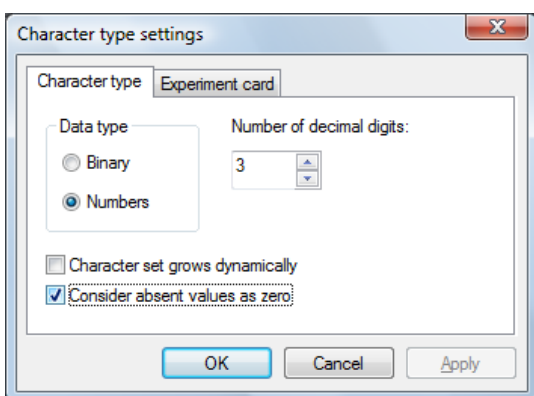 Character type settings
Character type Experiment card
Data type Number of decimal digits:
Binary 3
Numbers
Character set grows dynamically
Consider absent values as zero
OK Cancel Apply